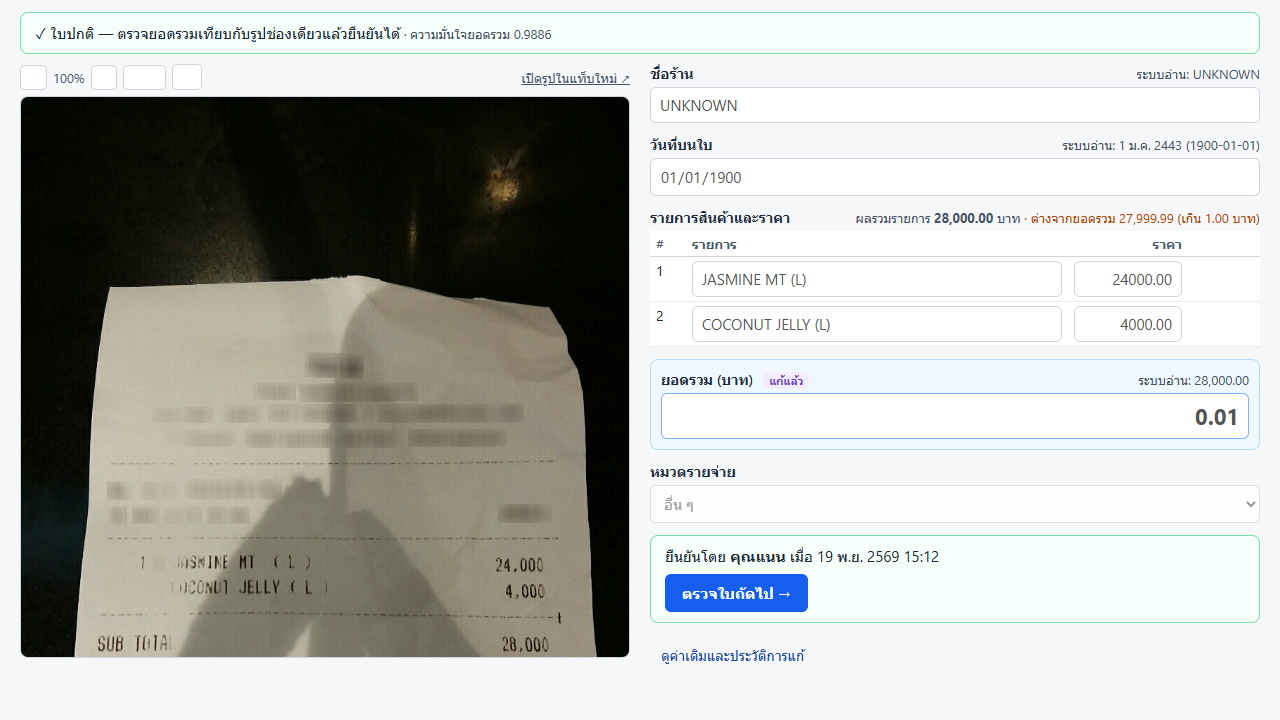 ✓ ใบปกติ — ตรวจยอดรวมเทียบกับรูปช่องเดียวแล้วยืนยันได้ · ความมั่นใจยอดรวม 0.9886
100%
เปิดรูปในแท็บใหม่ ↗
SUB TOTAL 28,000
1 JASMINE MT ( L ) 24,000
COCONUT JELLY ( L ) 4,000
ชื่อร้าน
ระบบอ่าน: UNKNOWN
UNKNOWN
วันที่บนใบ
ระบบอ่าน: 1 ม.ค. 2443 (1900-01-01)
01/01/1900
รายการสินค้าและราคา
ผลรวมรายการ 28,000.00 บาท · ต่างจากยอดรวม 27,999.99 (เกิน 1.00 บาท)
# รายการ ราคา
1 JASMINE MT (L) 24000.00
2 COCONUT JELLY (L) 4000.00
ยอดรวม (บาท) แก้แล้ว
ระบบอ่าน: 28,000.00
0.01
หมวดรายจ่าย
อื่น ๆ
ยืนยันโดย คุณแนน เมื่อ 19 พ.ย. 2569 15:12
ตรวจใบถัดไป →
ดูค่าเดิมและประวัติการแก้